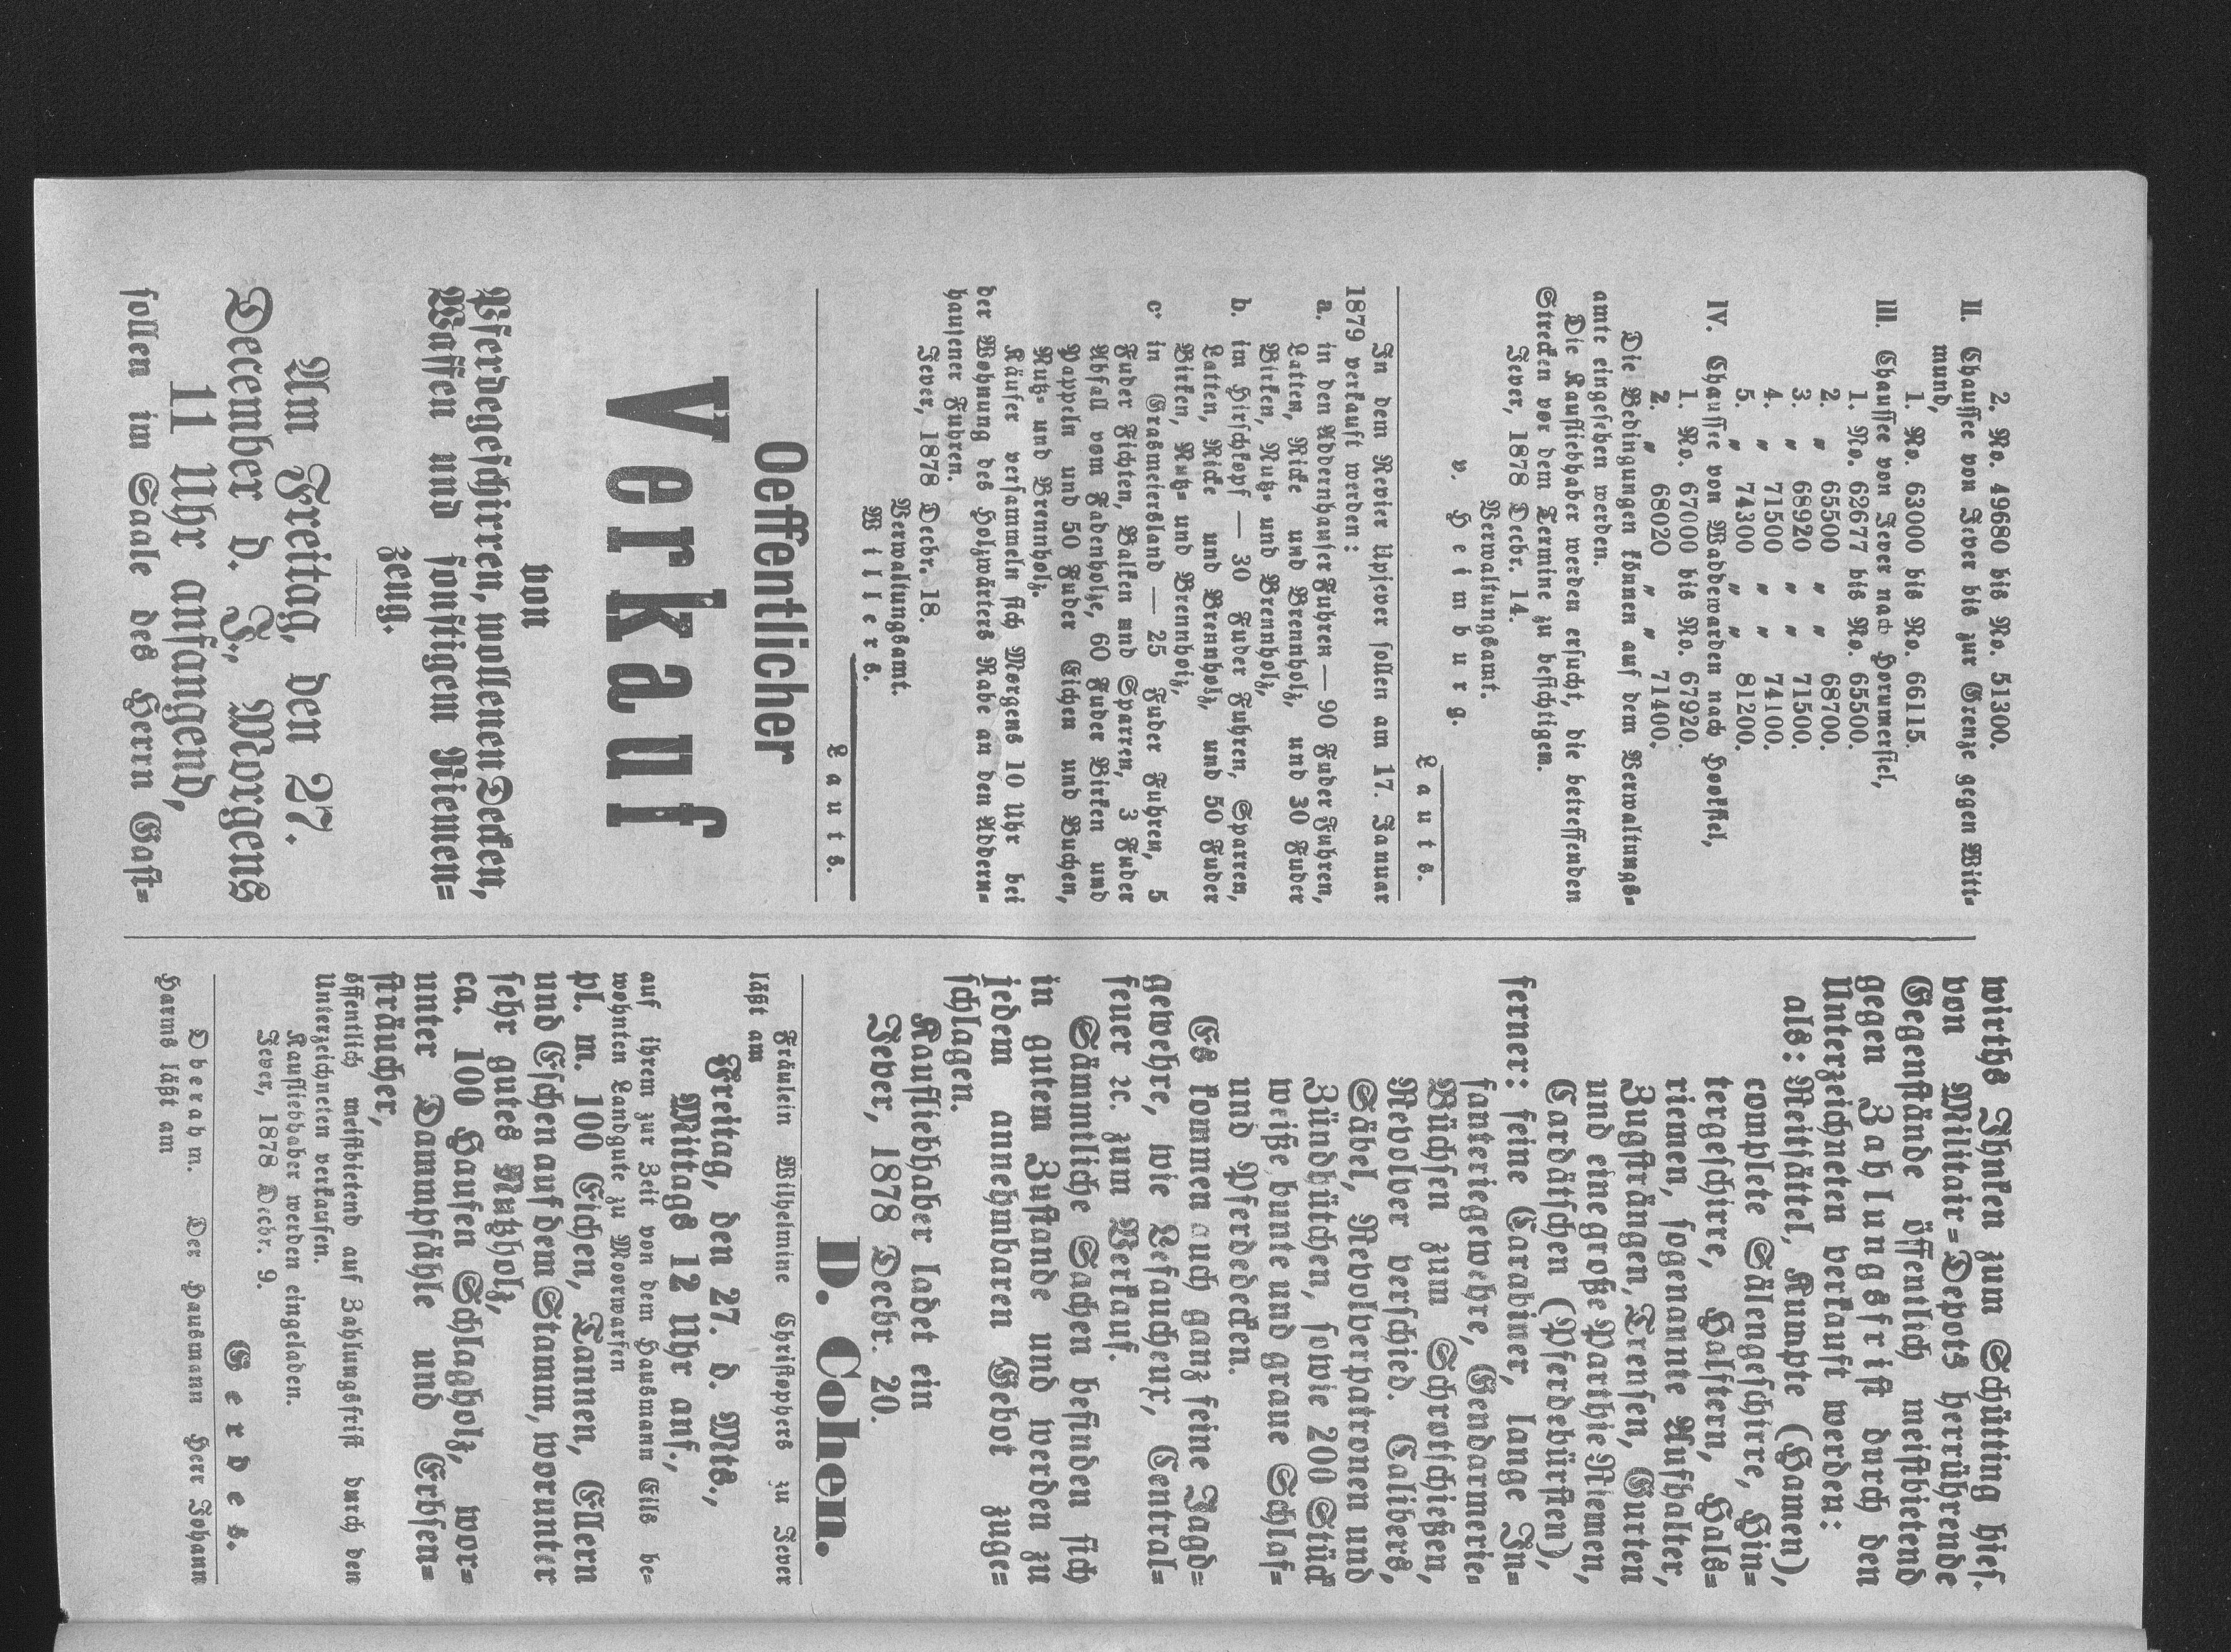 2. No. 49680 bis No. 51300.
II. Chaussee von Jever bis zur Grenze gegen Witt-
mund,
1. No. 63000 bis No. 66115.
III. Chaussee von Jever nach Horumersiel,
1. No. 62677 bis No. 65500.
2. „ 65500 „ „ 68700.
3. „ 68920 „ „ 71500.
4. „ 71500 „ „ 74100.
5. „ 74300 „ „ 81200.
IV. Chaussee von Waddewarden nach Hooksiel,
1. No. 67000 bis No. 67920.
2. „ 68020 „ „ 71400.
Die Bedingungen können auf dem Verwaltungs-
amte eingesehen werden.
Die Kaufliebhaber werden ersucht, die betreffenden
Strecken vor dem Termine zu besichtigen.
Jever, 1878 Decbr. 14.
Verwaltungsamt.
v. Heimburg.
Lauts.
In dem Revier Upjever sollen am 17. Januar
1879 verkauft werden:
a. in den Abdernhauser Fuhren — 90 Fuder Fuhren,
Latten, Ricke und Brennholz, und 30 Fuder
Birken, Nutz- und Brennholz,
b. im Hirschkopf — 30 Fuder Fuhren, Sparren,
Latten, Ricke und Brennholz, und 50 Fuder
Birken, Nutz- und Brennholz,
c. in Grasmeiersland — 25 Fuder Fuhren, 5
Fuder Fichten, Balken und Sparren, 3 Fuder
Abfall vom Fadenholze, 60 Fuder Birken und
Pappeln und 50 Fuder Eichen und Buchen,
Nutz- und Brennholz.
Käufer versammeln sich Morgens 10 Uhr bei
der Wohnung des Holzwärters Rabe an den Abdern-
hausener Fuhren.
Jever, 1878 Decbr. 18.
Verwaltungsamt.
Willers.
Lauts.
Oeffentlicher
Verkauf
von
Pferdegeschirren, wollenen Decken,
Waffen und sonstigem Riemen=
zeug.
Am Freitag, den 27.
December d. J., Morgens
11 Uhr anfangend,
sollen im Saale des Herrn Gast=
wirths Ihnken zum Schütting hies.
von Militair=Depots herrührende
Gegenstände öffentlich meistbietend
gegen Zahlungsfrist durch den
Unterzeichneten verkauft werden:
als: Reitsättel, Kumpte (Hamen),
complete Sälengeschirre, Hin=
tergeschirre, Halftern, Hals=
riemen, sogenannte Aufhalter,
Zugsträngen, Trensen, Gurten
und eine große Parthie Riemen,
Cardätschen (Pferdebürsten),
ferner: feine Carabiner, lange In=
fanteriegewehre, Gendarmerie=
Büchsen zum Schrotschießen,
Revolver verschied. Calibers,
Säbel, Revolverpatronen und
Zündhütchen, sowie 200 Stück
weiße, bunte und graue Schlaf=
und Pferdedecken.
Es kommen auch ganz feine Jagd=
gewehre, wie Lefaucheux, Central=
feuer ꝛc. zum Verkauf.
Sämmtliche Sachen befinden sich
in gutem Zustande und werden zu
jedem annehmbaren Gebot zuge=
schlagen.
Kaufliebhaber ladet ein
Jever, 1878 Decbr. 20.
D. Cohen.
Fräulein Wilhelmine Christophers zu Jever
läßt am
Freitag, den 27. d. Mts.,
Mittags 12 Uhr anf.,
auf ihrem zur Zeit von dem Hausmann Eils be-
wohnten Landgute zu Moorwarfen
pl. m. 100 Eichen, Tannen, Ellern
und Eschen auf dem Stamm, worunter
sehr gutes Nutzholz,
ca. 100 Haufen Schlagholz, wor=
unter Dammpfähle und Erbsen=
sträucher,
öffentlich meistbietend auf Zahlungsfrist durch den
Unterzeichneten verkaufen.
Kaufliebhaber werden eingeladen.
Jever, 1878 Decbr. 9.
Gerdes.
Oberahm. Der Hausmann Herr Johann
Harms läßt am